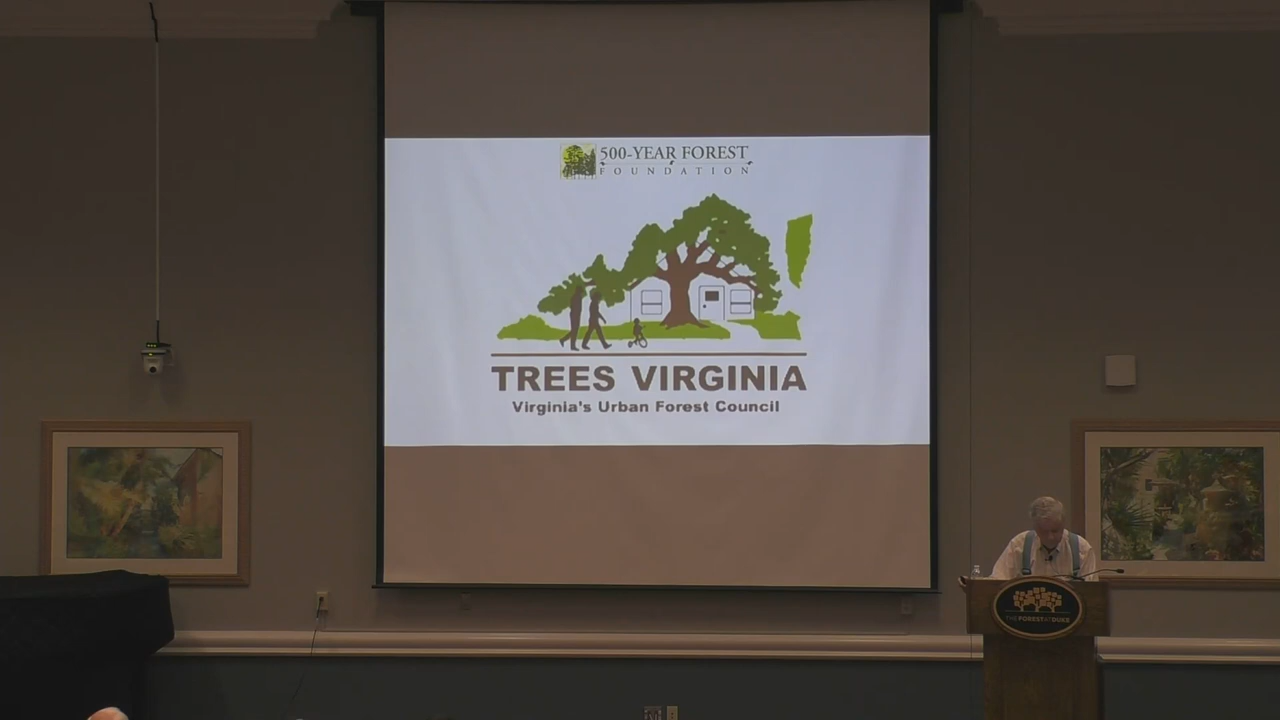 500-YEAR FOREST
FOUNDATION
TREES VIRGINIA
Virginia's Urban Forest Council
THE FOREST AT DUKE